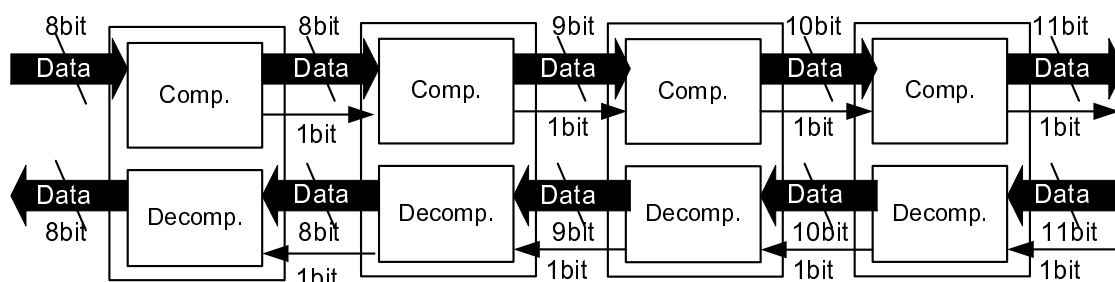 8bit 8bit 9bit 10bit 11bit
Data Data Data Data Data
Comp. Comp. Comp. Comp.
1bit 1bit 1bit 1bit
Data Data Data Data Data
Decomp. Decomp. Decomp. Decomp.
8bit 8bit 9bit 10bit 11bit
1bit 1bit 1bit 1bit